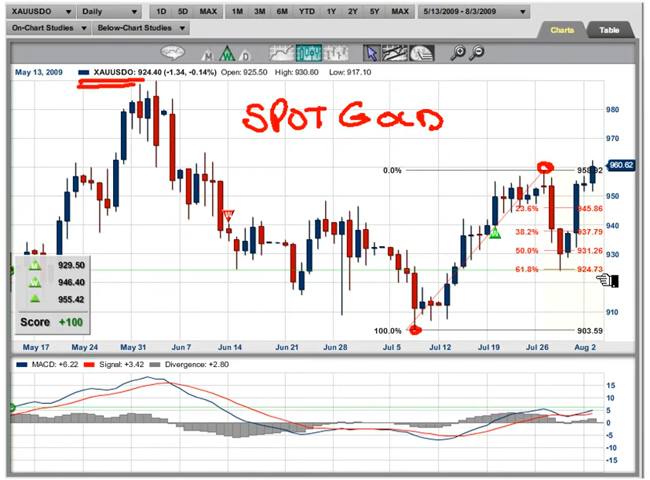 XAUUSDO Daily 1D 5D MAX 1W 3M 6M YTD 1Y 2Y 5Y MAX 5/13/2009 - 8/3/2009
On-Chart Studies Below-Chart Studies Charts Table
M W D
May 13, 2009 XAUUSDO: 924.40 (-1.34, -0.14%) Open: 925.50 High: 930.60 Low: 917.10
SPOT GOLD
980
970
960.62
0.0% 958.92
950
23.6% 945.86
940
38.2% 937.79
930
50.0% 931.26
61.8% 924.73
910
100.0% 903.59
929.50
946.40
955.42
Score +100
May 17 May 24 May 31 Jun 14 Jun 21 Jun 28 Jul 5 Jul 12 Jul 19 Jul 26 Aug 2
MACD: +6.22 Signal: +3.42 Divergence: +2.80
15
10
5
0
-5
-10
-15